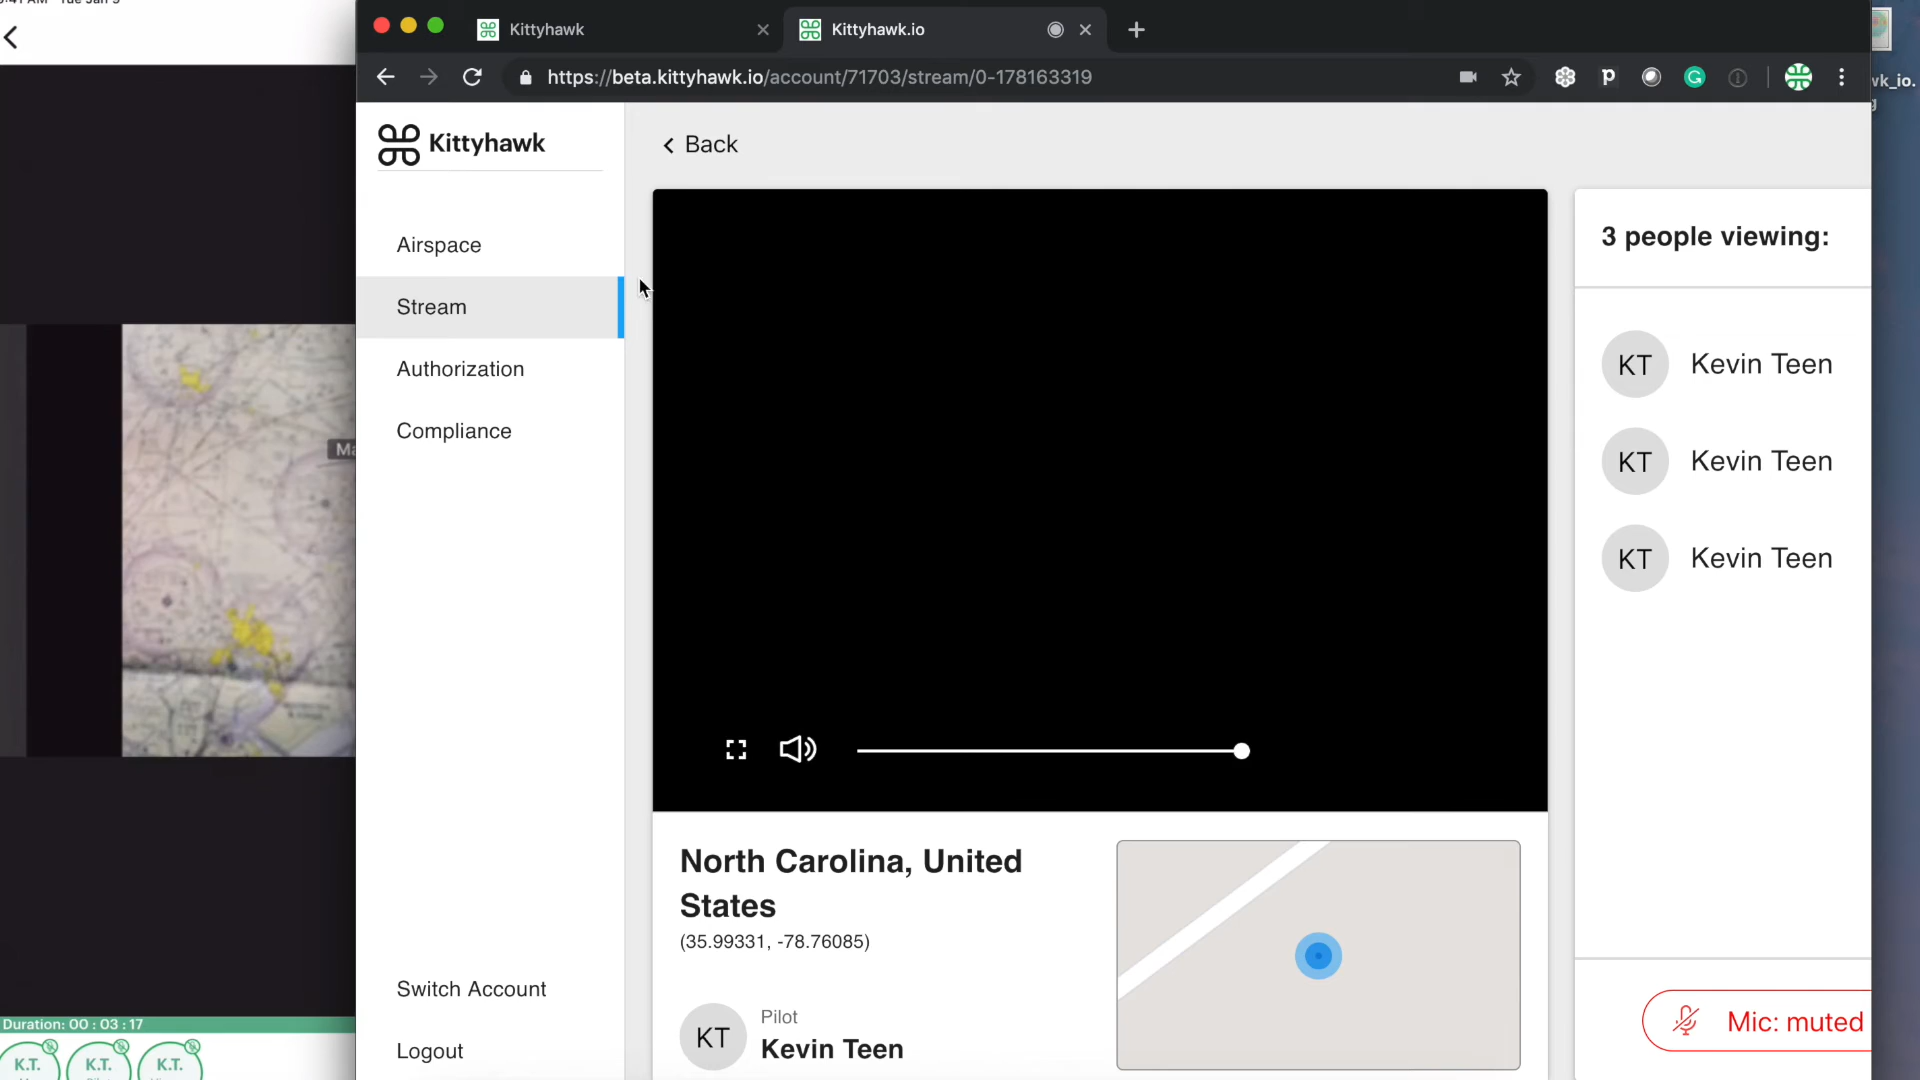 Kittyhawk
Kittyhawk.io
https://beta.kittyhawk.io/account/71703/stream/0-178163319
Kittyhawk
Back
Airspace
Stream
Authorization
Compliance
Switch Account
Logout
3 people viewing:
KT Kevin Teen
KT Kevin Teen
KT Kevin Teen
North Carolina, United
States
(35.99331, -78.76085)
KT
Pilot
Kevin Teen
Mic: muted
Duration: 00 : 03 : 17
K.T.
K.T.
K.T.